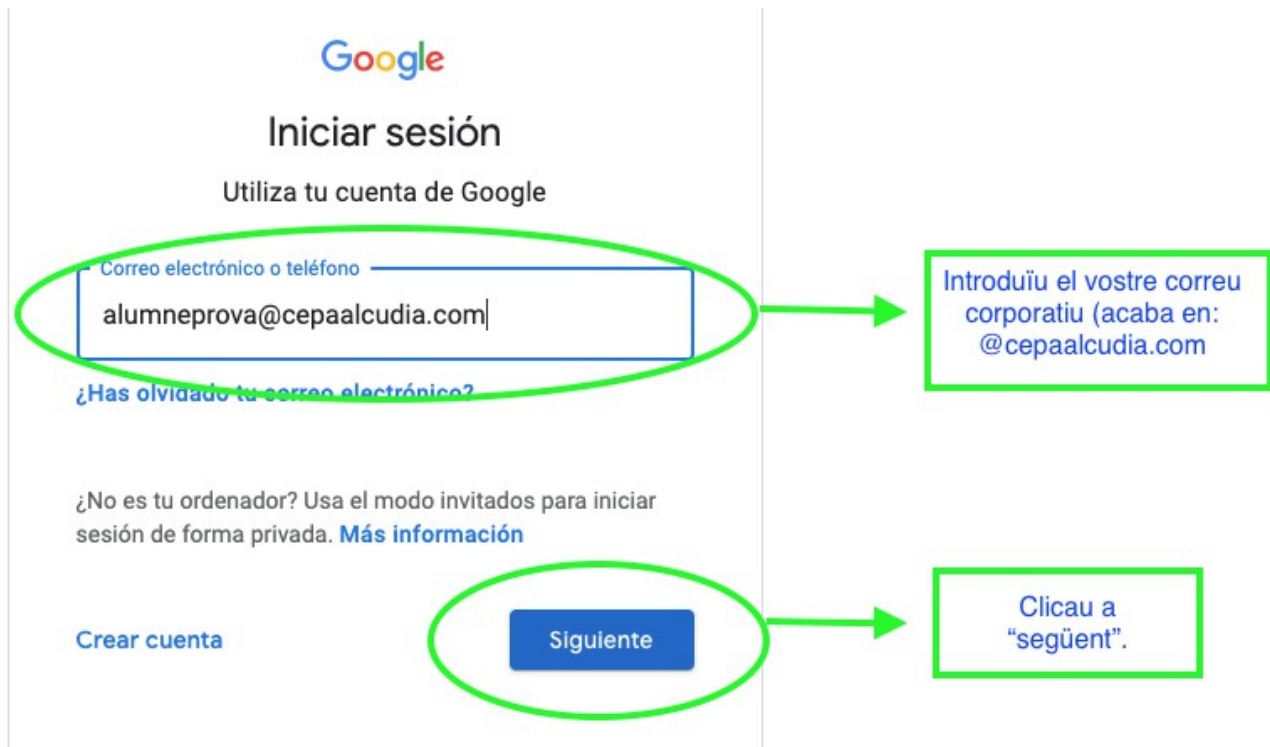 Google
Iniciar sesión
Utiliza tu cuenta de Google
Correo electrónico o teléfono
alumneprova@cepaalcudia.com
¿Has olvidado tu correo electrónico?
¿No es tu ordenador? Usa el modo invitados para iniciar
sesión de forma privada. Más información
Crear cuenta
Siguiente
Introduïu el vostre correu
corporatiu (acaba en:
@cepaalcudia.com
Clicau a
“següent”.